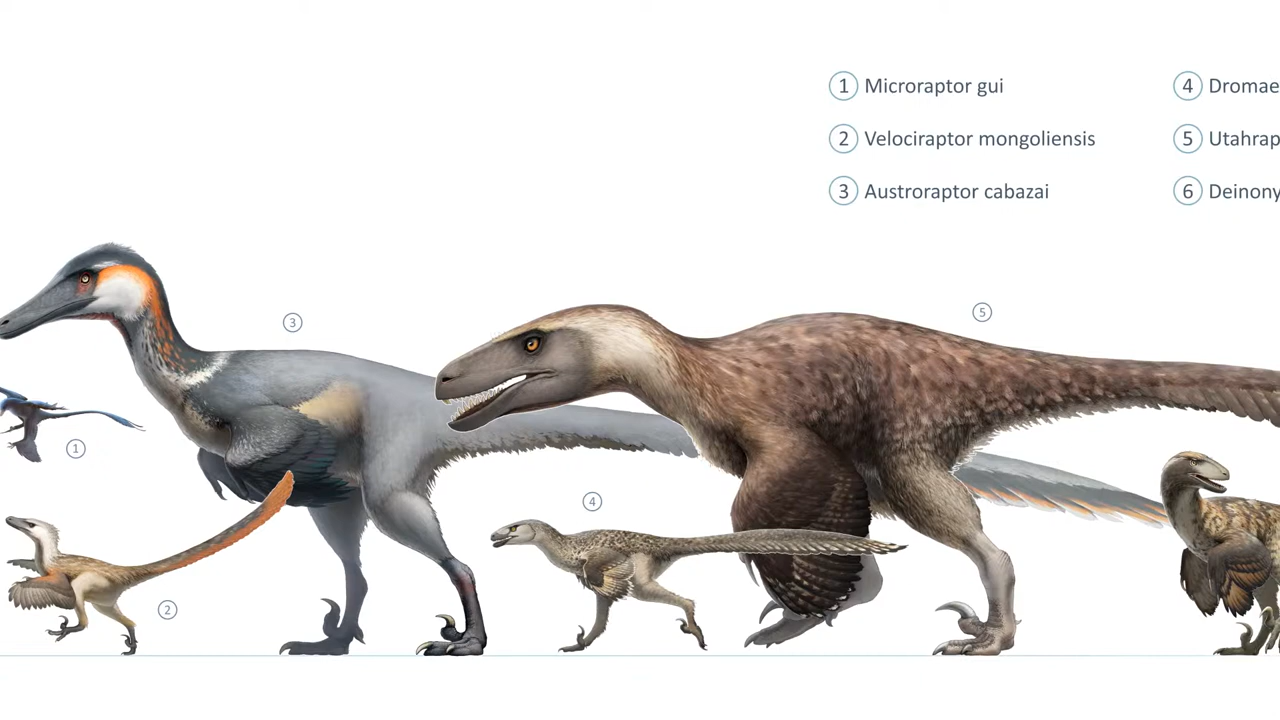 1 Microraptor gui
2 Velociraptor mongoliensis
3 Austroraptor cabazai
4 Dromae
5 Utahrap
6 Deinony
3
5
1
4
2